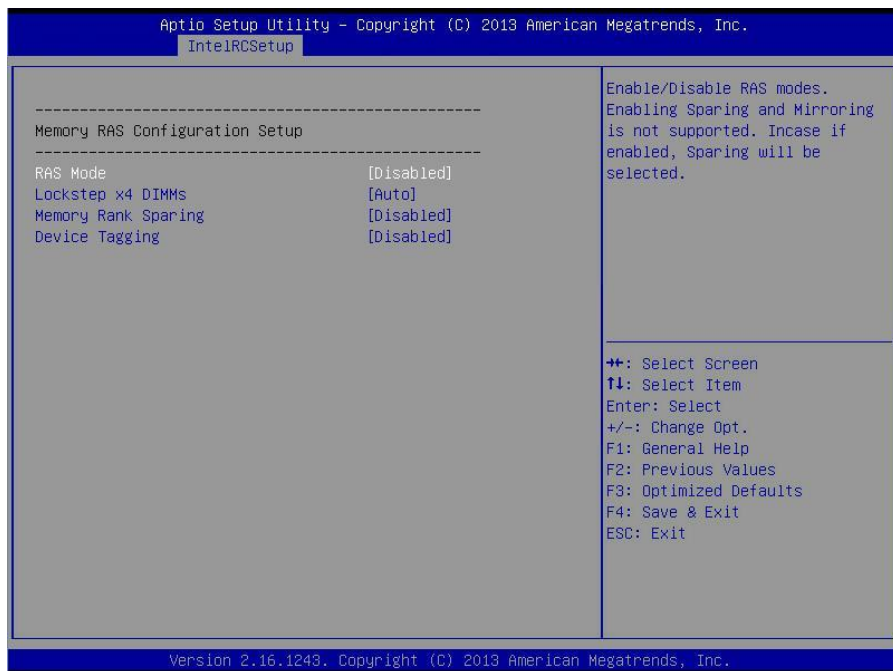 Aptio Setup Utility – Copyright (C) 2013 American Megatrends, Inc.
IntelRCSetup
--------------------------------------------------
Memory RAS Configuration Setup
--------------------------------------------------
RAS Mode [Disabled]
Lockstep x4 DIMMs [Auto]
Memory Rank Sparing [Disabled]
Device Tagging [Disabled]
Enable/Disable RAS modes.
Enabling Sparing and Mirroring
is not supported. Incase if
enabled, Sparing will be
selected.
→←: Select Screen
↑↓: Select Item
Enter: Select
+/-: Change Opt.
F1: General Help
F2: Previous Values
F3: Optimized Defaults
F4: Save & Exit
ESC: Exit
Version 2.16.1243. Copyright (C) 2013 American Megatrends, Inc.